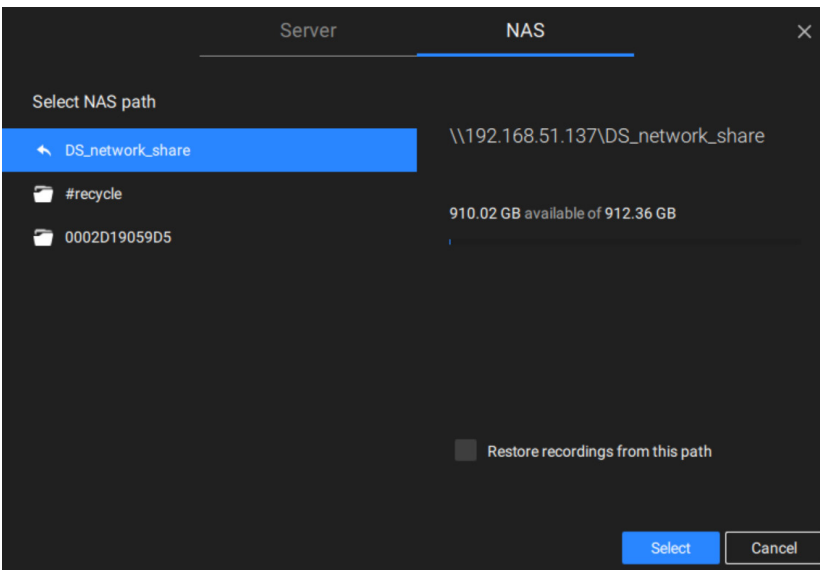 Server
NAS
Select NAS path
DS_network_share
#recycle
0002D19059D5
\\192.168.51.137\DS_network_share
910.02 GB available of 912.36 GB
Restore recordings from this path
Select
Cancel